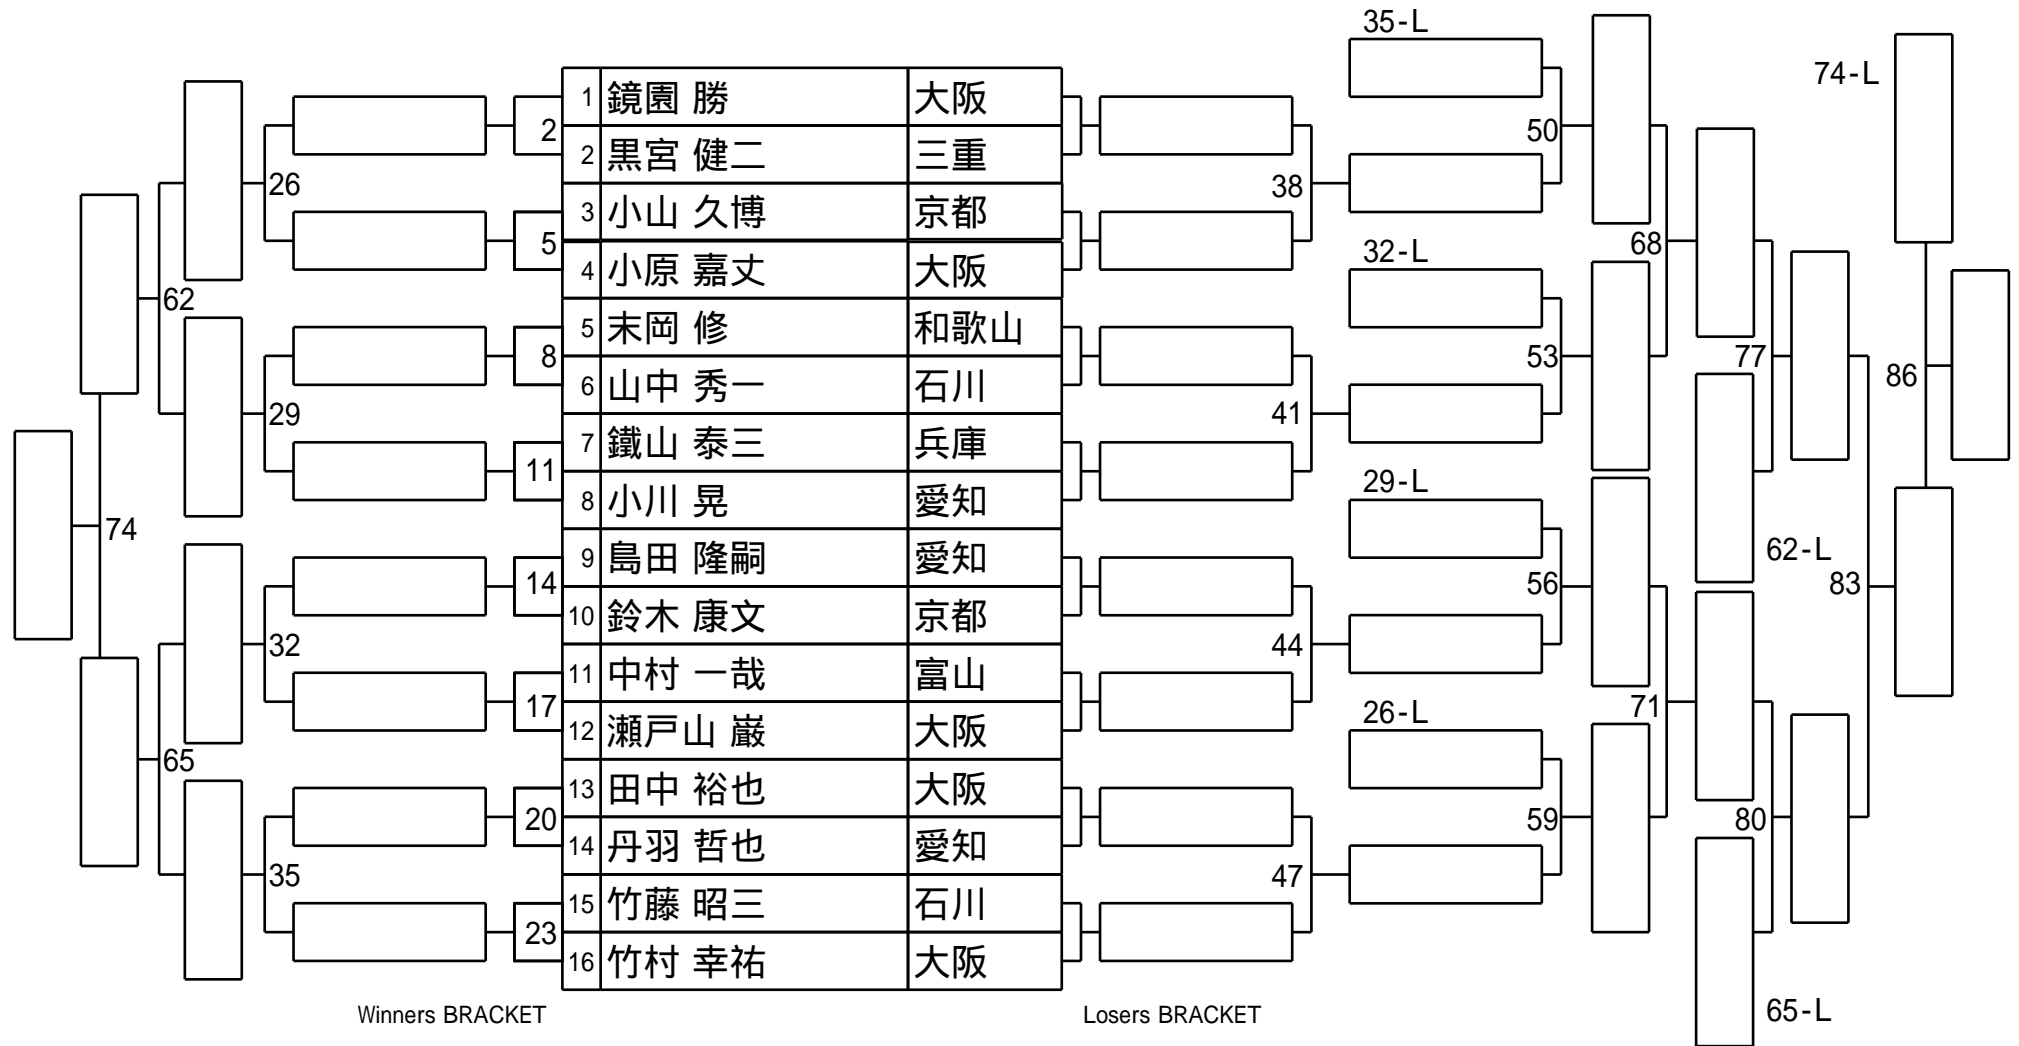 35-L
74-L
1 鏡園 勝 大阪
2
50
2 黒宮 健二 三重
26
38
3 小山 久博 京都
5
68
32-L
4 小原 嘉丈 大阪
62
5 末岡 修 和歌山
8
53
77
6 山中 秀一 石川
86
29
41
7 鐵山 泰三 兵庫
11
29-L
8 小川 晃 愛知
74
9 島田 隆嗣 愛知
62-L
14
56
83
10 鈴木 康文 京都
32
44
11 中村 一哉 富山
17
71
26-L
12 瀬戸山 巌 大阪
65
13 田中 裕也 大阪
20
59
80
14 丹羽 哲也 愛知
35
47
15 竹藤 昭三 石川
23
16 竹村 幸祐 大阪
65-L
Winners BRACKET
Losers BRACKET